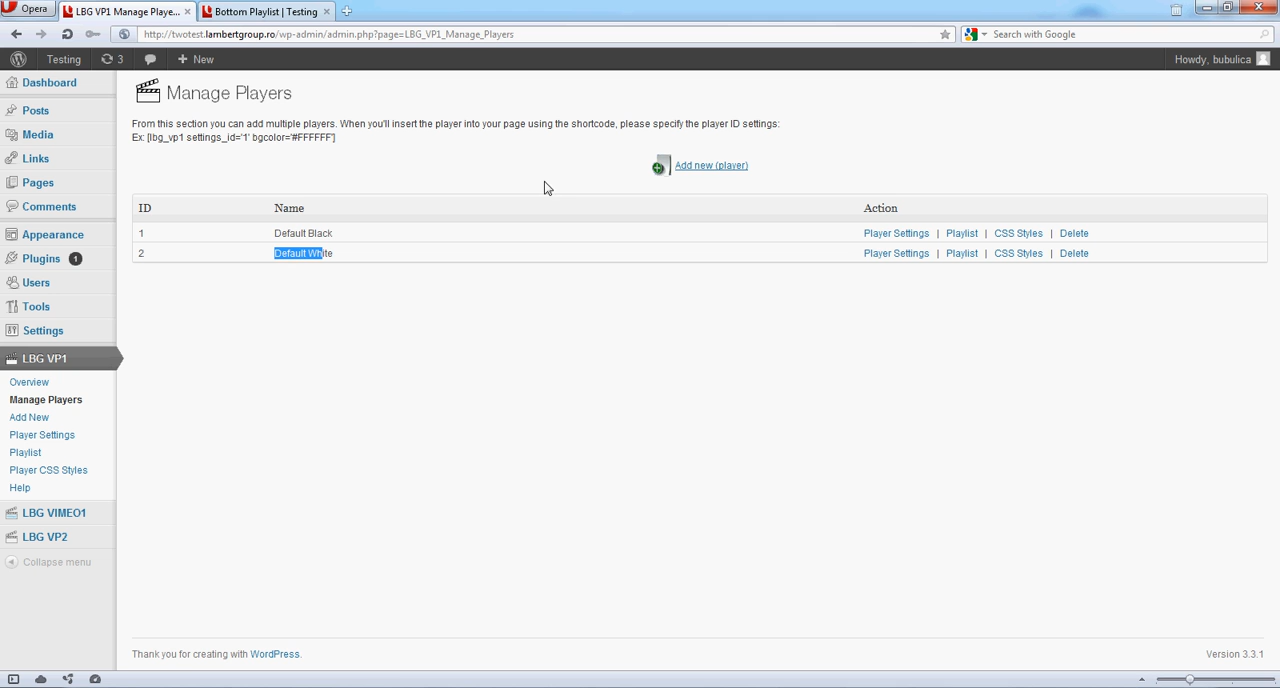 Opera
LBG VP1 Manage Playe...
Bottom Playlist | Testing
http://twotest.lambertgroup.ro/wp-admin/admin.php?page=LBG_VP1_Manage_Players
Search with Google
Testing
3
New
Howdy, bubulica
Dashboard
Posts
Media
Links
Pages
Comments
Appearance
Plugins 1
Users
Tools
Settings
LBG VP1
Overview
Manage Players
Add New
Player Settings
Playlist
Player CSS Styles
Help
LBG VIMEO1
LBG VP2
Collapse menu
Manage Players
From this section you can add multiple players. When you'll insert the player into your page using the shortcode, please specify the player ID settings:
Ex: [lbg_vp1 settings_id='1' bgcolor='#FFFFFF']
Add new (player)
ID Name Action
1 Default Black Player Settings | Playlist | CSS Styles | Delete
2 Default White Player Settings | Playlist | CSS Styles | Delete
Thank you for creating with WordPress.
Version 3.3.1